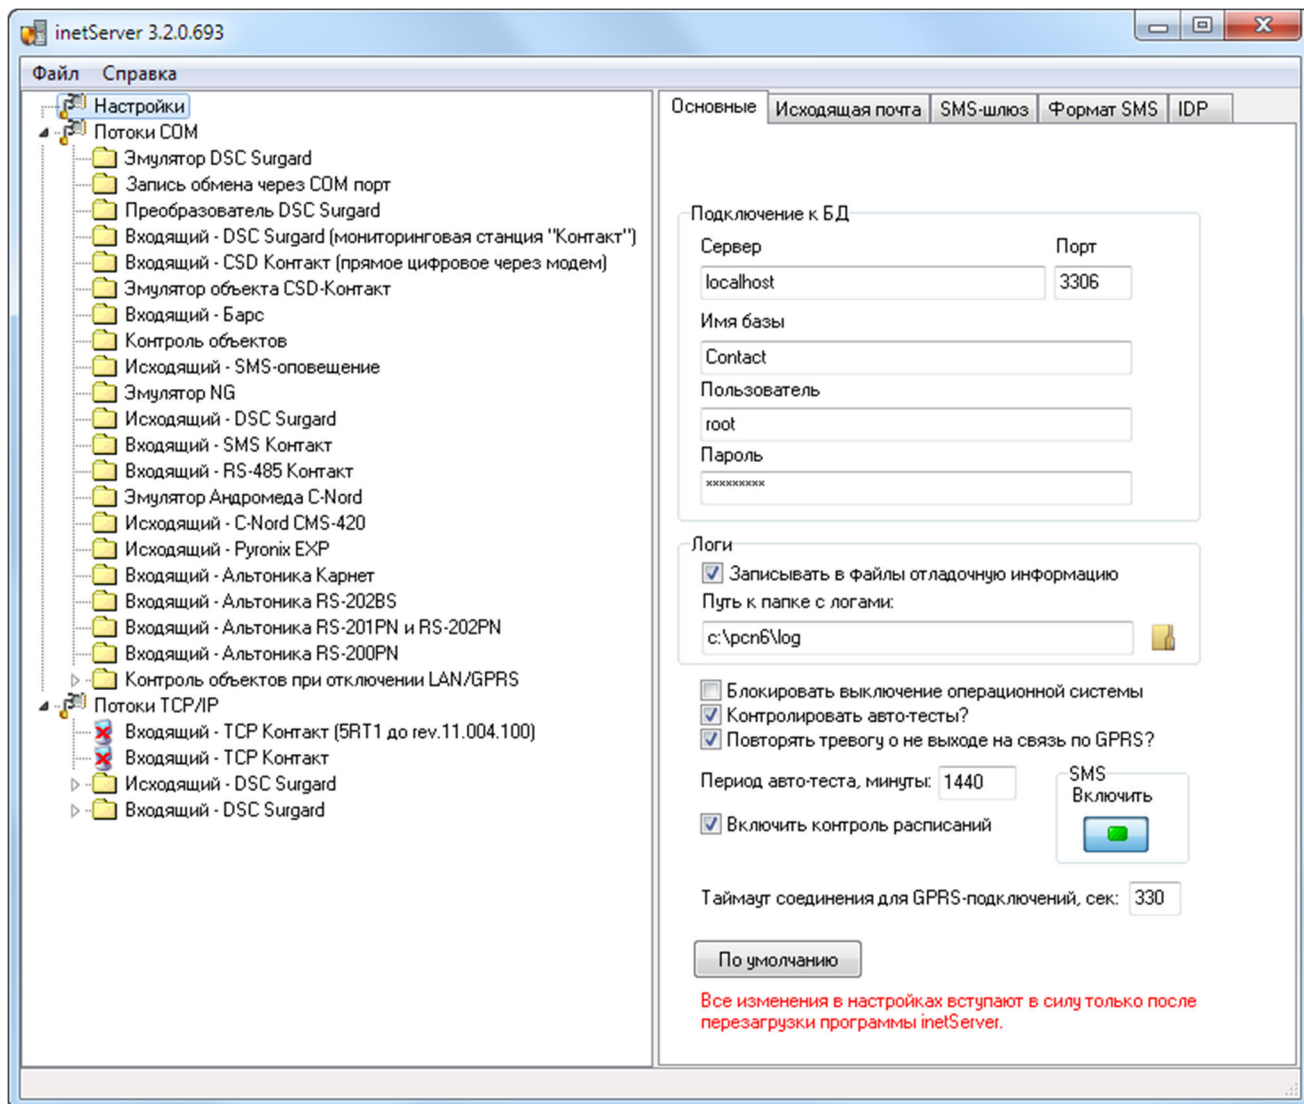 inetServer 3.2.0.693
Файл Справка
Настройки
Потоки COM
Эмулятор DSC Surgard
Запись обмена через COM порт
Преобразователь DSC Surgard
Входящий - DSC Surgard (мониторинговая станция "Контакт")
Входящий - CSD Контакт (прямое цифровое через модем)
Эмулятор объекта CSD-Контакт
Входящий - Барс
Контроль объектов
Исходящий - SMS-оповещение
Эмулятор NG
Исходящий - DSC Surgard
Входящий - SMS Контакт
Входящий - RS-485 Контакт
Эмулятор Андромеда C-Nord
Исходящий - C-Nord CMS-420
Исходящий - Pyronix EXP
Входящий - Альтоника Карнет
Входящий - Альтоника RS-202BS
Входящий - Альтоника RS-201PN и RS-202PN
Входящий - Альтоника RS-200PN
Контроль объектов при отключении LAN/GPRS
Потоки TCP/IP
Входящий - TCP Контакт (5RT1 до rev.11.004.100)
Входящий - TCP Контакт
Исходящий - DSC Surgard
Входящий - DSC Surgard
Основные Исходящая почта SMS-шлюз Формат SMS IDP
Подключение к БД
Сервер Порт
localhost 3306
Имя базы
Contact
Пользователь
root
Пароль
*********
Логи
Записывать в файлы отладочную информацию
Путь к папке с логами:
c:\pcn6\log
Блокировать выключение операционной системы
Контролировать авто-тесты?
Повторять тревогу о не выходе на связь по GPRS?
Период авто-теста, минуты: 1440
SMS
Включить
Включить контроль расписаний
Таймаут соединения для GPRS-подключений, сек: 330
По умолчанию
Все изменения в настройках вступают в силу только после
перезагрузки программы inetServer.